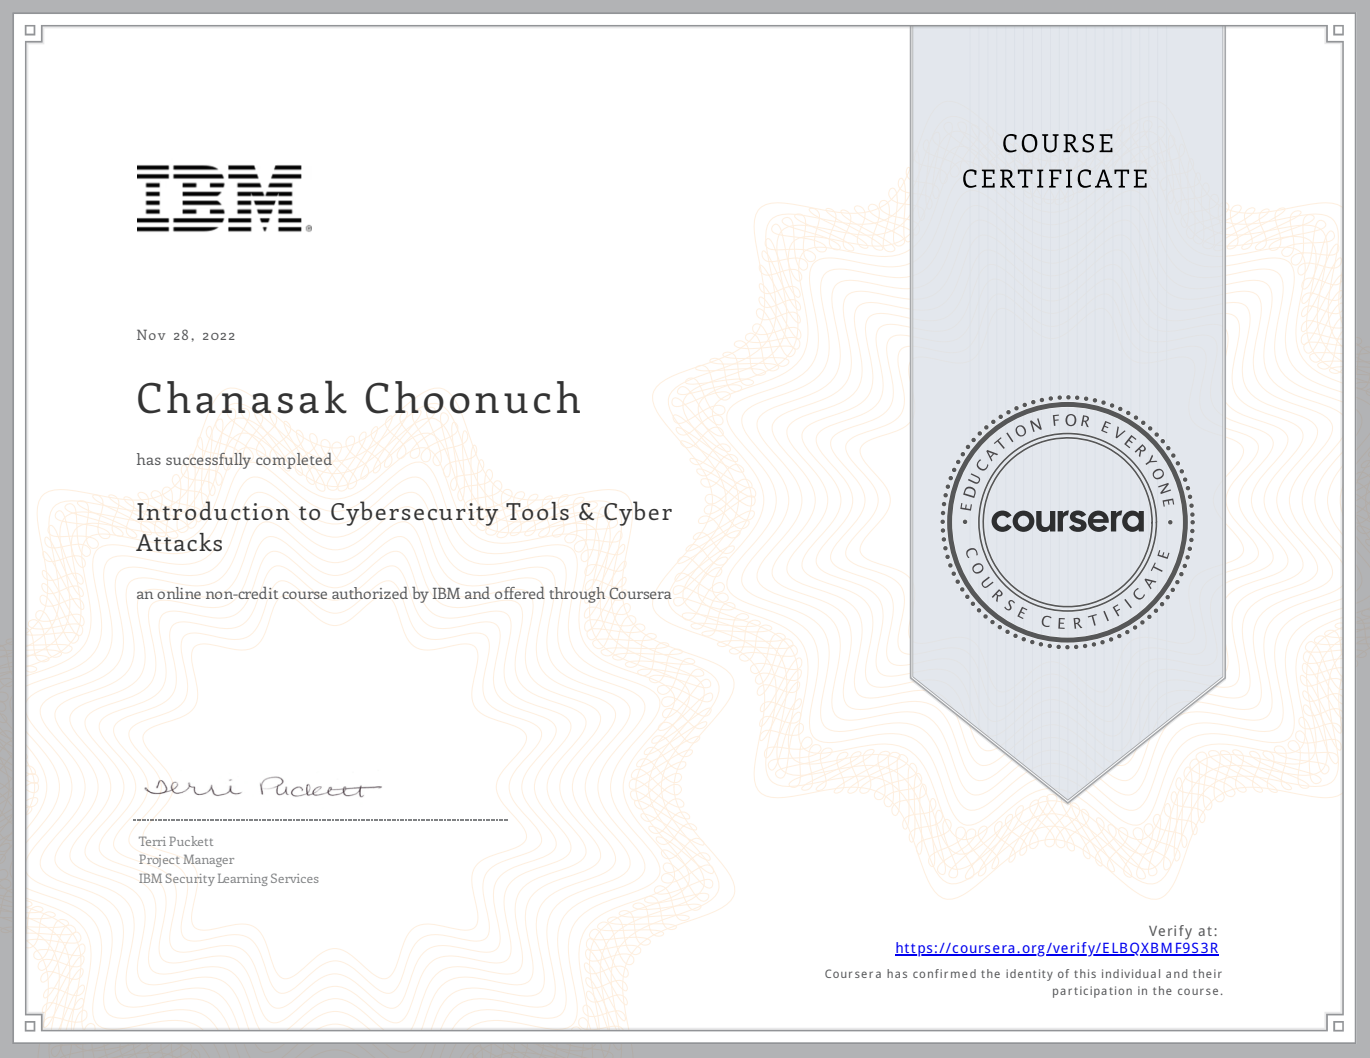 IBM®
COURSE
CERTIFICATE
Nov 28, 2022
Chanasak Choonuch
has successfully completed
Introduction to Cybersecurity Tools & Cyber
Attacks
an online non-credit course authorized by IBM and offered through Coursera
EDUCATION FOR EVERYONE
coursera
COURSE CERTIFICATE
Terri Puckett
Terri Puckett
Project Manager
IBM Security Learning Services
Verify at:
https://coursera.org/verify/ELBQXBMF9S3R
Coursera has confirmed the identity of this individual and their
participation in the course.